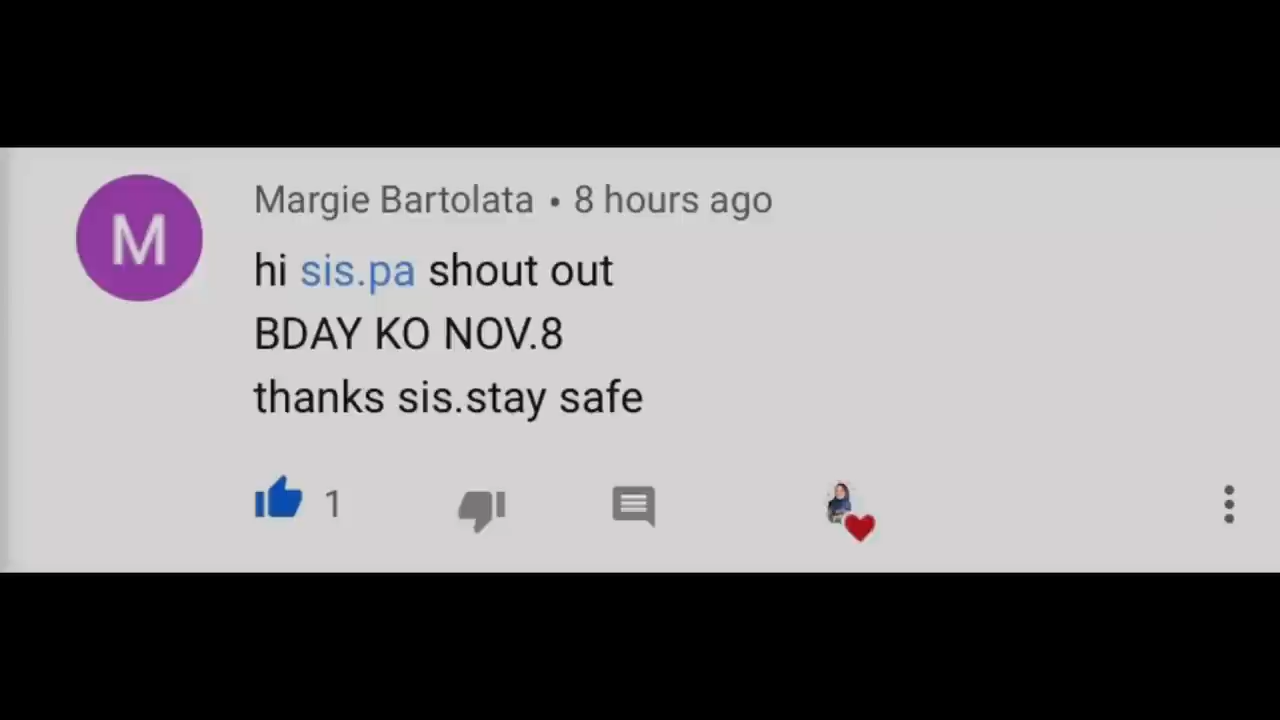 M
Margie Bartolata • 8 hours ago
hi sis.pa shout out
BDAY KO NOV.8
thanks sis.stay safe
1